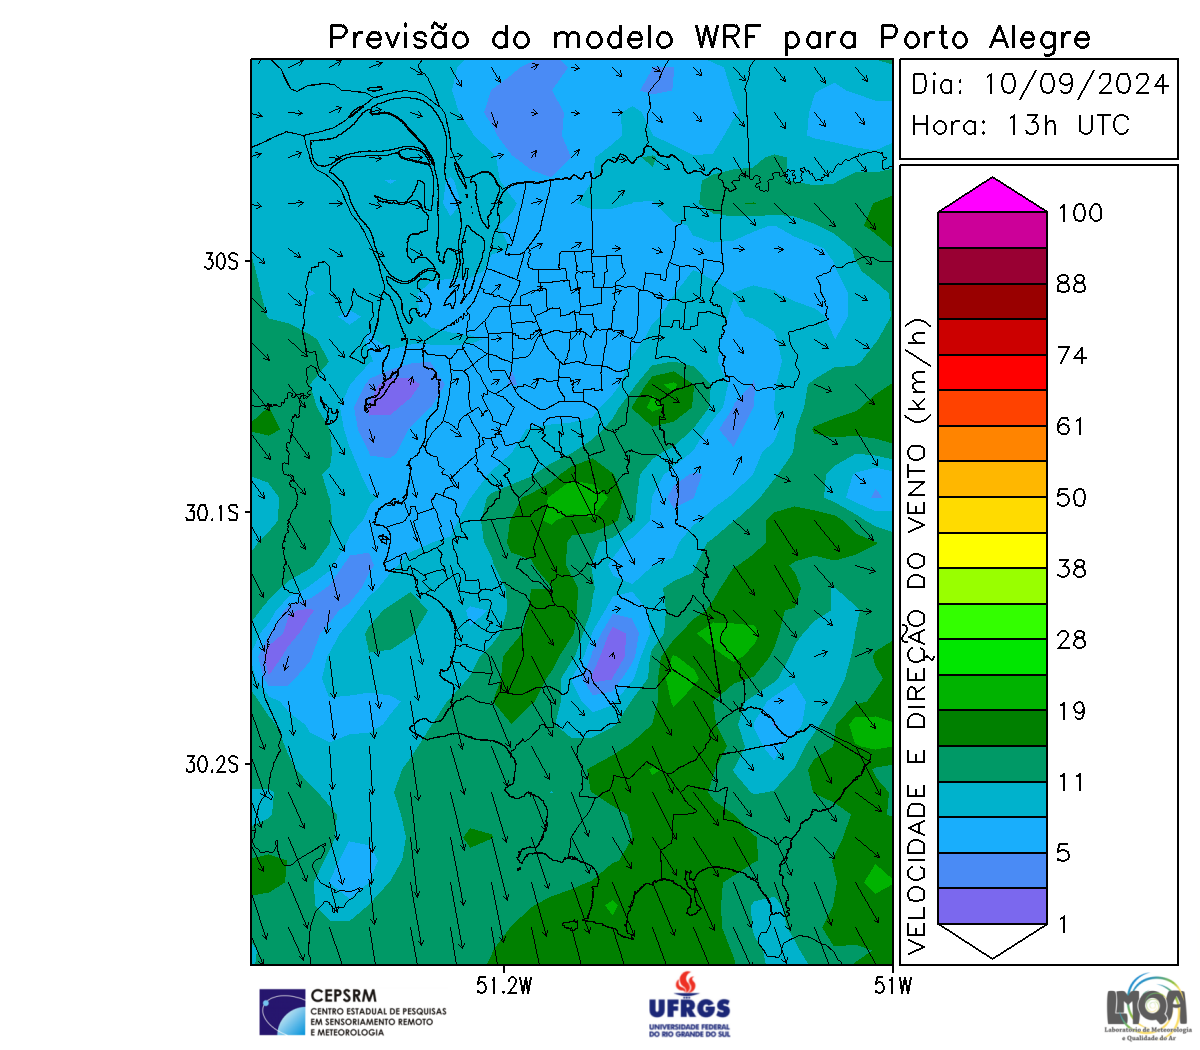 Previsão do modelo WRF para Porto Alegre
Dia: 10/09/2024
Hora: 13h UTC
VELOCIDADE E DIREÇÃO DO VENTO (km/h)
100
88
74
61
50
38
28
19
11
5
1
30S
30.1S
30.2S
51.2W
51W
CEPSRM
CENTRO ESTADUAL DE PESQUISAS
EM SENSORIAMENTO REMOTO
E METEOROLOGIA
UFRGS
UNIVERSIDADE FEDERAL
DO RIO GRANDE DO SUL
LMQA
Laboratório de Meteorologia
e Qualidade do Ar